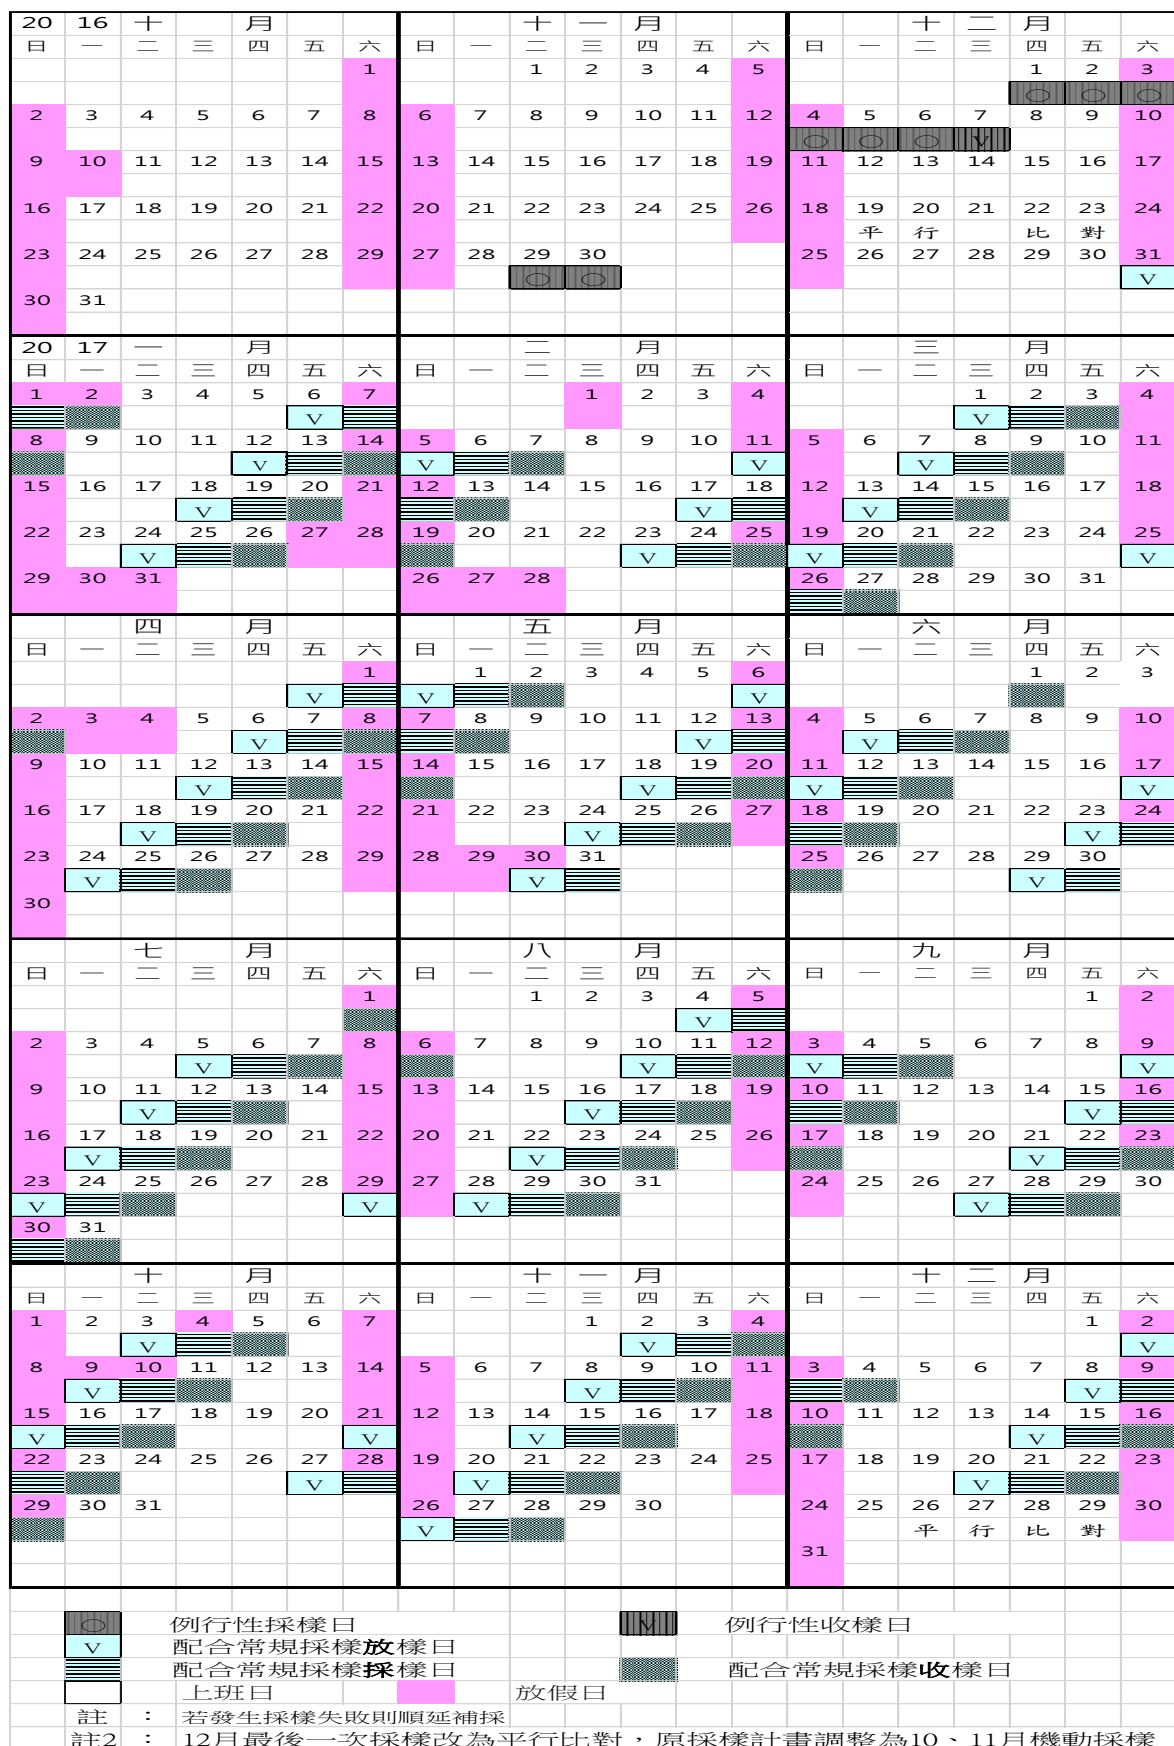 20 16 十 月 十 一 月 十 二 月
日 一 二 三 四 五 六 日 一 二 三 四 五 六 日 一 二 三 四 五 六
1 1 2 3 4 5 1 2 3
○ ○ ○
2 3 4 5 6 7 8 6 7 8 9 10 11 12 4 5 6 7 8 9 10
○ ○ ○ V
9 10 11 12 13 14 15 13 14 15 16 17 18 19 11 12 13 14 15 16 17
16 17 18 19 20 21 22 20 21 22 23 24 25 26 18 19 20 21 22 23 24
平 行 比 對
23 24 25 26 27 28 29 27 28 29 30 25 26 27 28 29 30 31
○ ○ V
30 31
20 17 一 月 二 月 三 月
日 一 二 三 四 五 六 日 一 二 三 四 五 六 日 一 二 三 四 五 六
1 2 3 4 5 6 7 1 2 3 4 1 2 3 4
V V
8 9 10 11 12 13 14 5 6 7 8 9 10 11 5 6 7 8 9 10 11
V V V V
15 16 17 18 19 20 21 12 13 14 15 16 17 18 12 13 14 15 16 17 18
V V V
22 23 24 25 26 27 28 19 20 21 22 23 24 25 19 20 21 22 23 24 25
V V V V
29 30 31 26 27 28 26 27 28 29 30 31
四 月 五 月 六 月
日 一 二 三 四 五 六 日 一 二 三 四 五 六 日 一 二 三 四 五 六
1 1 2 3 4 5 6 1 2 3
V V V
2 3 4 5 6 7 8 7 8 9 10 11 12 13 4 5 6 7 8 9 10
V V V
9 10 11 12 13 14 15 14 15 16 17 18 19 20 11 12 13 14 15 16 17
V V V V
16 17 18 19 20 21 22 21 22 23 24 25 26 27 18 19 20 21 22 23 24
V V V
23 24 25 26 27 28 29 28 29 30 31 25 26 27 28 29 30
V V V
30
七 月 八 月 九 月
日 一 二 三 四 五 六 日 一 二 三 四 五 六 日 一 二 三 四 五 六
1 1 2 3 4 5 1 2
V
2 3 4 5 6 7 8 6 7 8 9 10 11 12 3 4 5 6 7 8 9
V V V V
9 10 11 12 13 14 15 13 14 15 16 17 18 19 10 11 12 13 14 15 16
V V V
16 17 18 19 20 21 22 20 21 22 23 24 25 26 17 18 19 20 21 22 23
V V V
23 24 25 26 27 28 29 27 28 29 30 31 24 25 26 27 28 29 30
V V V V
30 31
十 月 十 一 月 十 二 月
日 一 二 三 四 五 六 日 一 二 三 四 五 六 日 一 二 三 四 五 六
1 2 3 4 5 6 7 1 2 3 4 1 2
V V V
8 9 10 11 12 13 14 5 6 7 8 9 10 11 3 4 5 6 7 8 9
V V V
15 16 17 18 19 20 21 12 13 14 15 16 17 18 10 11 12 13 14 15 16
V V V V
22 23 24 25 26 27 28 19 20 21 22 23 24 25 17 18 19 20 21 22 23
V V V
29 30 31 26 27 28 29 30 24 25 26 27 28 29 30
V 平 行 比 對
31
○ 例行性採樣日 V 例行性收樣日
V 配合常規採樣放樣日
配合常規採樣採樣日 配合常規採樣收樣日
上班日 放假日
註 : 若發生採樣失敗則順延補採
註2 : 12月最後一次採樣改為平行比對，原採樣計畫調整為10、11月機動採樣